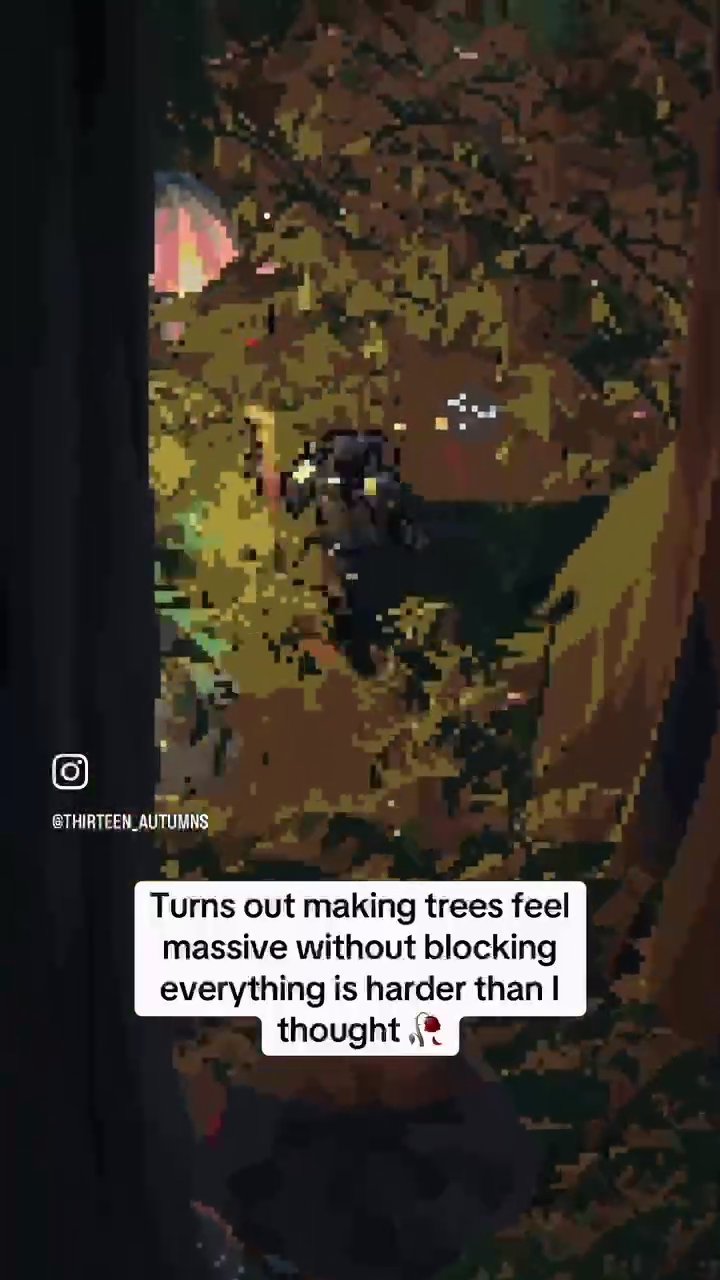 @THIRTEEN_AUTUMNS
Turns out making trees feel
massive without blocking
everything is harder than I
thought 🥀